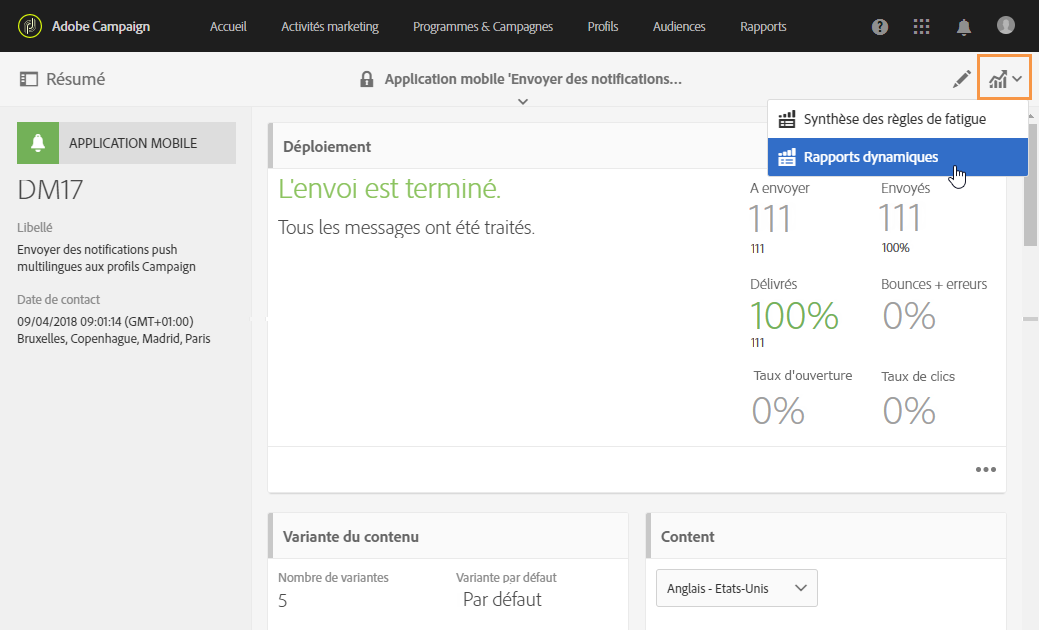 Adobe Campaign Accueil Activités marketing Programmes & Campagnes Profils Audiences Rapports
Résumé
Application mobile 'Envoyer des notifications...
Synthèse des règles de fatigue
Rapports dynamiques
APPLICATION MOBILE
DM17
Libellé
Envoyer des notifications push
multilingues aux profils Campaign
Date de contact
09/04/2018 09:01:14 (GMT+01:00)
Bruxelles, Copenhague, Madrid, Paris
Déploiement
L'envoi est terminé.
Tous les messages ont été traités.
A envoyer
111
111
Envoyés
111
100%
Délivrés
100%
111
Bounces + erreurs
0%
Taux d'ouverture
0%
Taux de clics
0%
Variante du contenu
Nombre de variantes
5
Variante par défaut
Par défaut
Content
Anglais - Etats-Unis